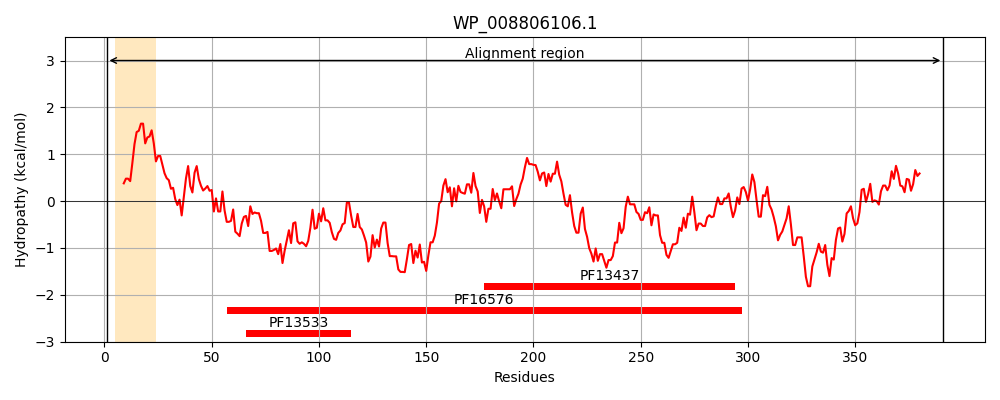 WP_008806106.1
Alignment region
Hydropathy (kcal/mol)
3
2
1
0
−1
−2
−3
PF13437
PF16576
PF13533
0 50 100 150 200 250 300 350
Residues